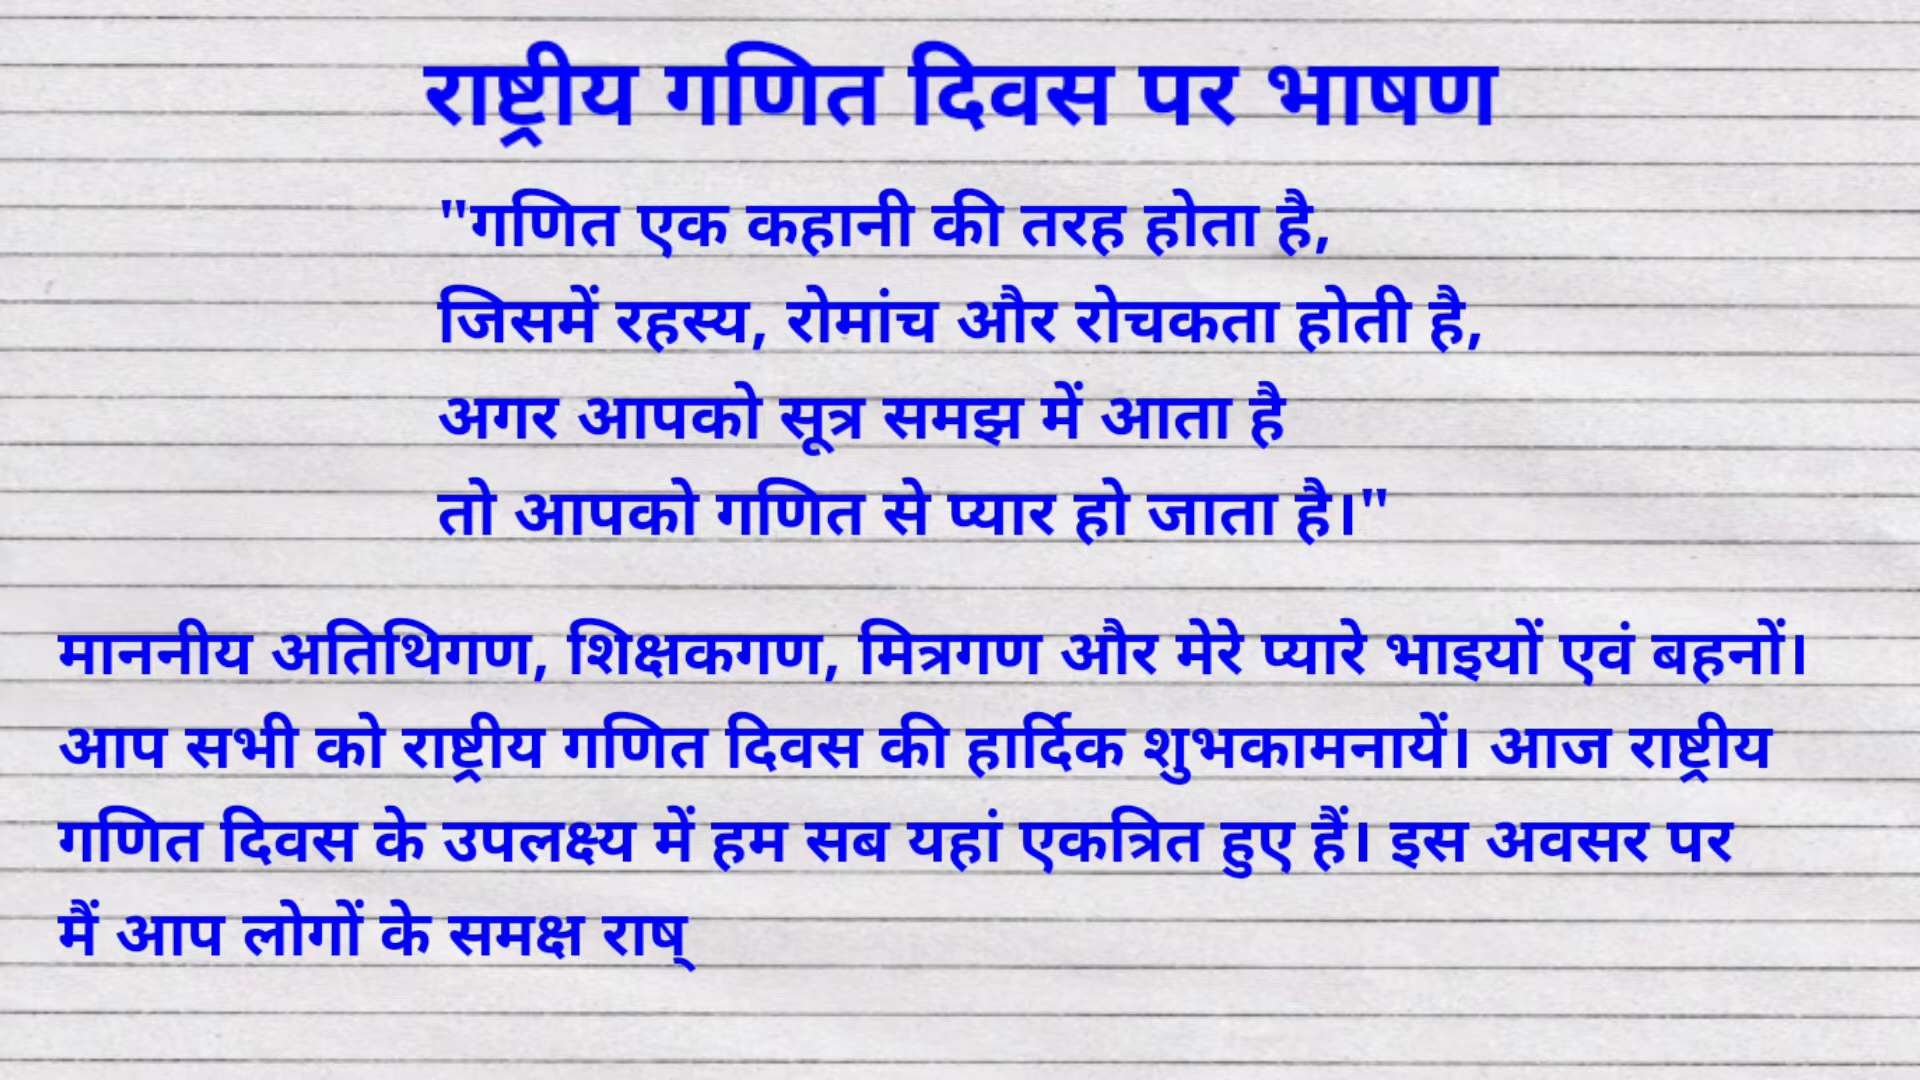 राष्ट्रीय गणित दिवस पर भाषण
"गणित एक कहानी की तरह होता है,
जिसमें रहस्य, रोमांच और रोचकता होती है,
अगर आपको सूत्र समझ में आता है
तो आपको गणित से प्यार हो जाता है।"
माननीय अतिथिगण, शिक्षकगण, मित्रगण और मेरे प्यारे भाइयों एवं बहनों।
आप सभी को राष्ट्रीय गणित दिवस की हार्दिक शुभकामनायें। आज राष्ट्रीय
गणित दिवस के उपलक्ष्य में हम सब यहां एकत्रित हुए हैं। इस अवसर पर
मैं आप लोगों के समक्ष राष्